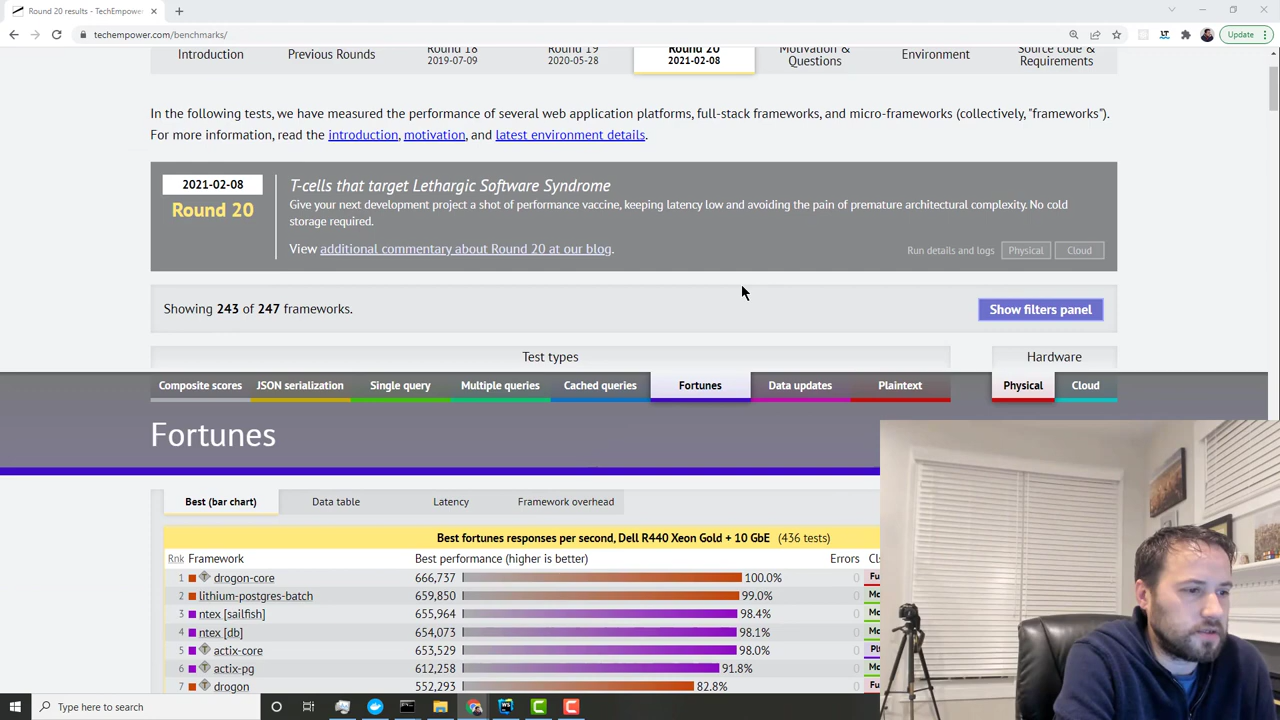 Round 20 results - TechEmpower
techempower.com/benchmarks/
Update
Introduction
Previous Rounds
Round 18
2019-07-09
Round 19
2020-05-28
Round 20
2021-02-08
Motivation &
Questions
Environment
Source code &
Requirements
In the following tests, we have measured the performance of several web application platforms, full-stack frameworks, and micro-frameworks (collectively, "frameworks").
For more information, read the introduction, motivation, and latest environment details.
2021-02-08
Round 20
T-cells that target Lethargic Software Syndrome
Give your next development project a shot of performance vaccine, keeping latency low and avoiding the pain of premature architectural complexity. No cold
storage required.
View additional commentary about Round 20 at our blog.
Run details and logs Physical Cloud
Showing 243 of 247 frameworks.
Show filters panel
Test types
Hardware
Composite scores JSON serialization Single query Multiple queries Cached queries Fortunes Data updates Plaintext
Physical Cloud
Fortunes
Best (bar chart) Data table Latency Framework overhead
Best fortunes responses per second, Dell R440 Xeon Gold + 10 GbE (436 tests)
Rnk Framework Best performance (higher is better) Errors
1 drogon-core 666,737 100.0% 0
2 lithium-postgres-batch 659,850 99.0% 0
3 ntex [sailfish] 655,964 98.4% 0
4 ntex [db] 654,073 98.1% 0
5 actix-core 653,529 98.0% 0
6 actix-pg 612,258 91.8% 0
7 drogon 552,293 82.8% 0
Type here to search